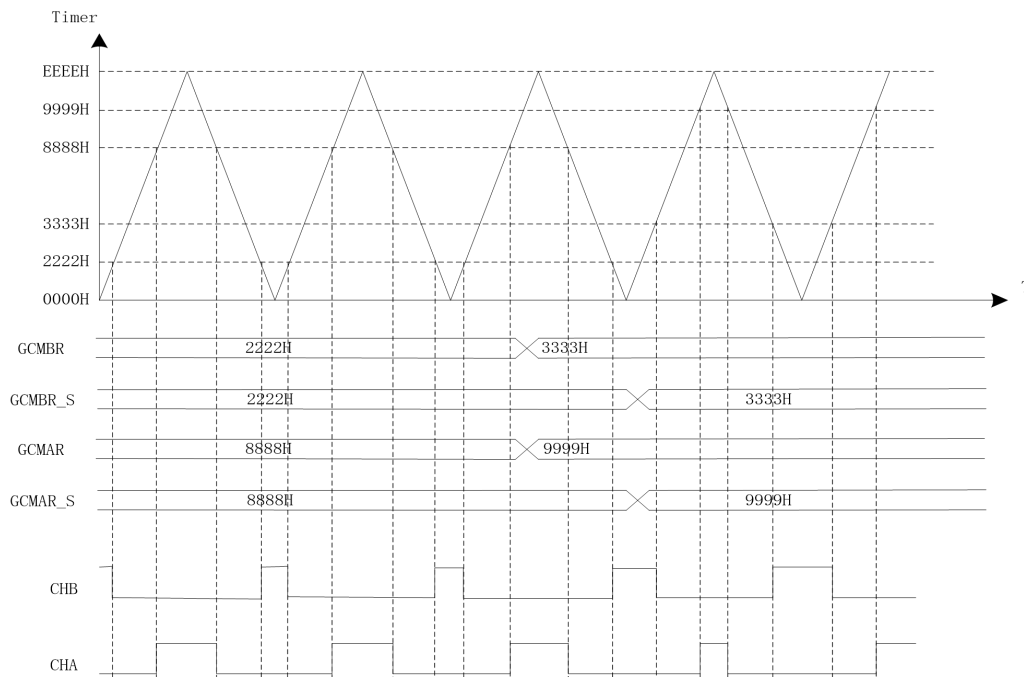 Timer
EEEEH
9999H
8888H
3333H
2222H
0000H
GCMBR 2222H 3333H
GCMBR_S 2222H 3333H
GCMAR 8888H 9999H
GCMAR_S 8888H 9999H
CHB
CHA